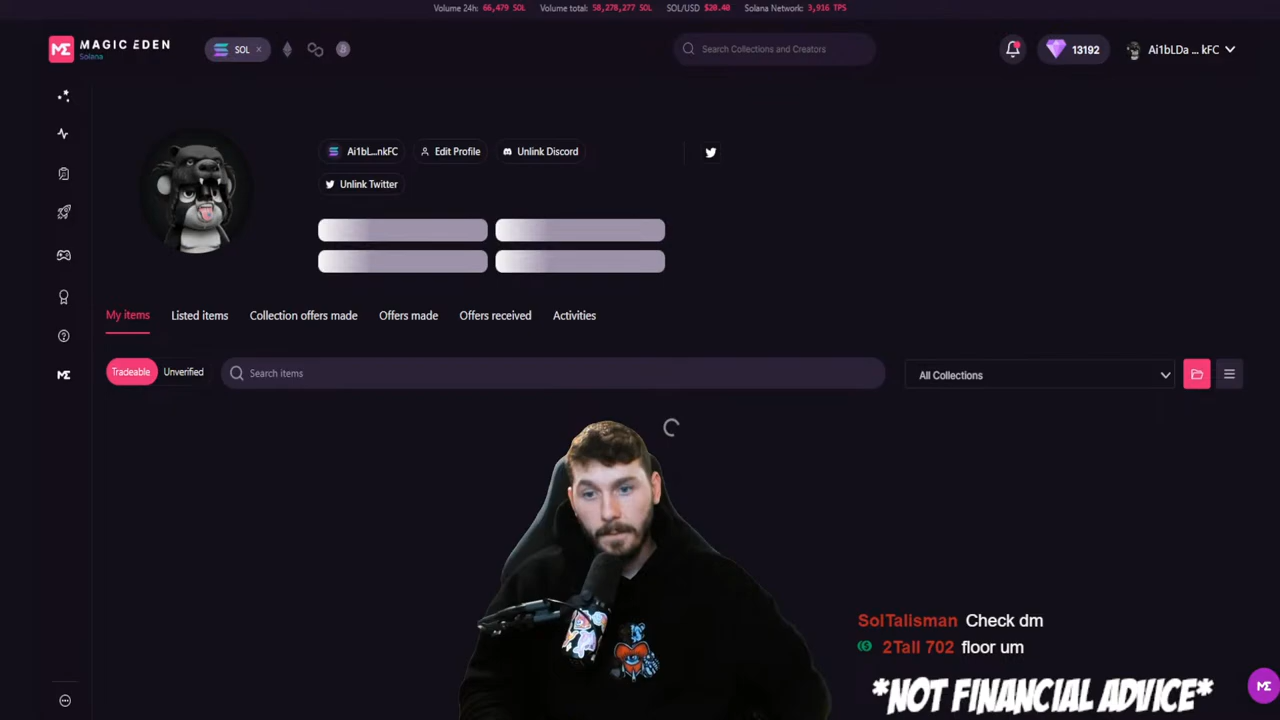 Volume 24h: 66,479 SOL Volume total: 58,278,277 SOL SOL/USD $20.40 Solana Network: 3,916 TPS
MAGIC EDEN
Solana
SOL ×
Search Collections and Creators
13192
Ai1bLDa ... kFC
Ai1bL...nkFC
Edit Profile
Unlink Discord
Unlink Twitter
My items
Listed items
Collection offers made
Offers made
Offers received
Activities
Tradeable
Unverified
Search items
All Collections
SolTalisman Check dm
2Tall 702 floor um
*NOT FINANCIAL ADVICE*